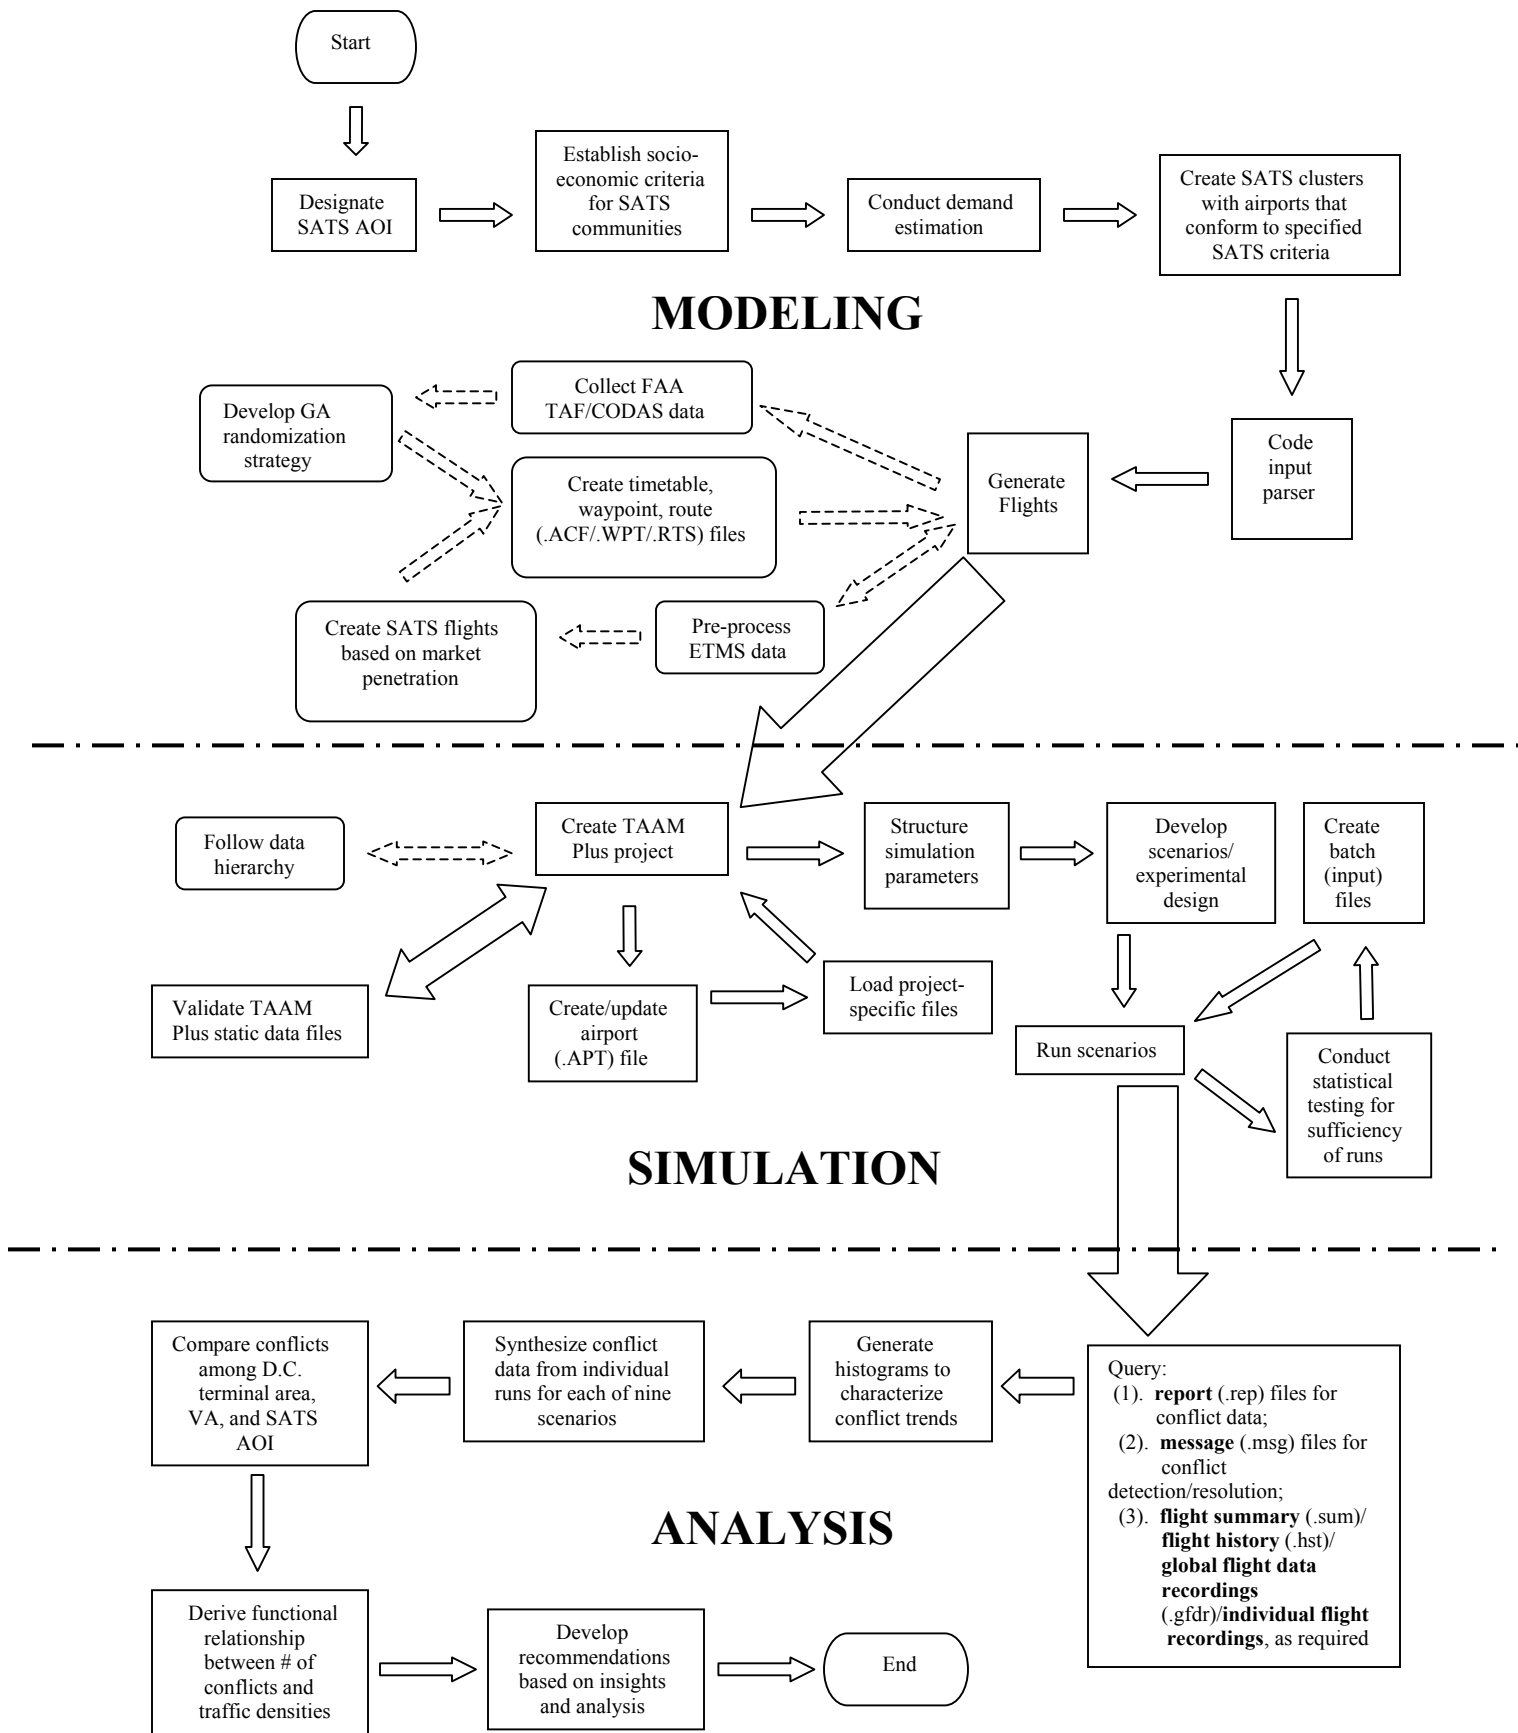 Start
Designate
SATS AOI
Establish socio-
economic criteria
for SATS
communities
Conduct demand
estimation
Create SATS clusters
with airports that
conform to specified
SATS criteria
MODELING
Collect FAA
TAF/CODAS data
Develop GA
randomization
strategy
Create timetable,
waypoint, route
(.ACF/.WPT/.RTS) files
Generate
Flights
Code
input
parser
Create SATS flights
based on market
penetration
Pre-process
ETMS data
Follow data
hierarchy
Create TAAM
Plus project
Structure
simulation
parameters
Develop
scenarios/
experimental
design
Create
batch
(input)
files
Validate TAAM
Plus static data files
Create/update
airport
(.APT) file
Load project-
specific files
Run scenarios
Conduct
statistical
testing for
sufficiency
of runs
SIMULATION
Compare conflicts
among D.C.
terminal area,
VA, and SATS
AOI
Synthesize conflict
data from individual
runs for each of nine
scenarios
Generate
histograms to
characterize
conflict trends
Query:
(1). report (.rep) files for
conflict data;
(2). message (.msg) files for
conflict
detection/resolution;
(3). flight summary (.sum)/
flight history (.hst)/
global flight data
recordings
(.gfdr)/individual flight
recordings, as required
ANALYSIS
Derive functional
relationship
between # of
conflicts and
traffic densities
Develop
recommendations
based on insights
and analysis
End